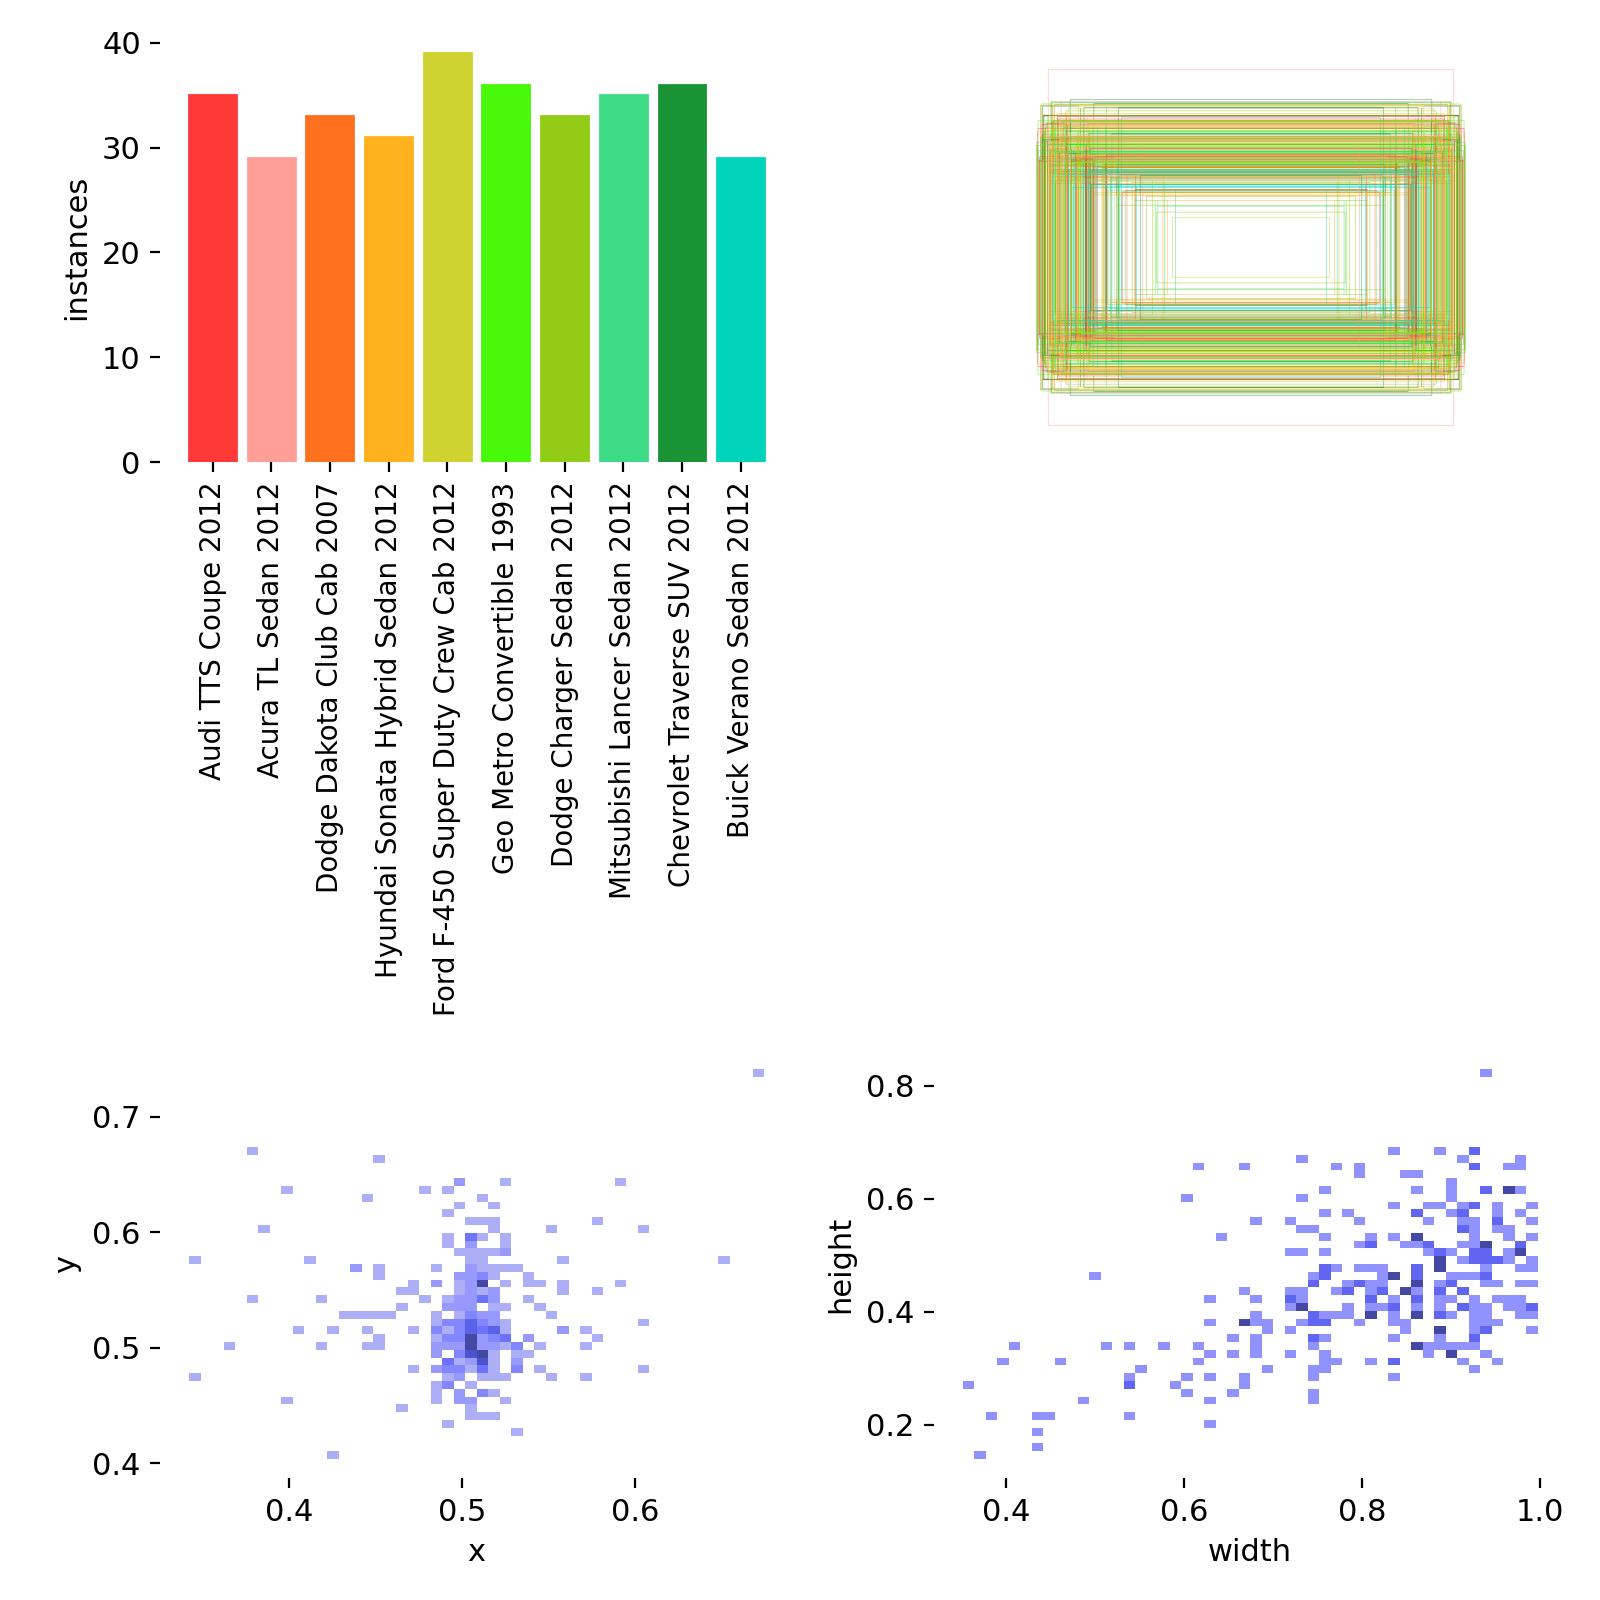 40
30
20
10
0
instances
Audi TTS Coupe 2012
Acura TL Sedan 2012
Dodge Dakota Club Cab 2007
Hyundai Sonata Hybrid Sedan 2012
Ford F-450 Super Duty Crew Cab 2012
Geo Metro Convertible 1993
Dodge Charger Sedan 2012
Mitsubishi Lancer Sedan 2012
Chevrolet Traverse SUV 2012
Buick Verano Sedan 2012
0.7
0.6
0.5
0.4
y
0.4 0.5 0.6
x
0.8
0.6
0.4
0.2
height
0.4 0.6 0.8 1.0
width